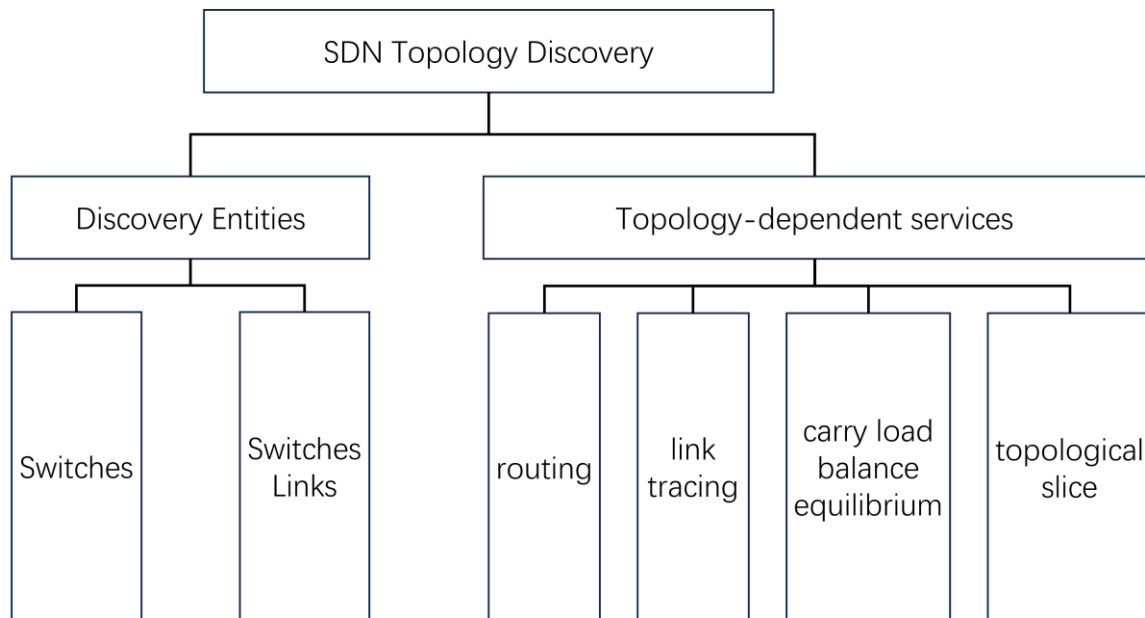 SDN Topology Discovery
Discovery Entities
Topology-dependent services
Switches
Switches
Links
routing
link
tracing
carry load
balance
equilibrium
topological
slice